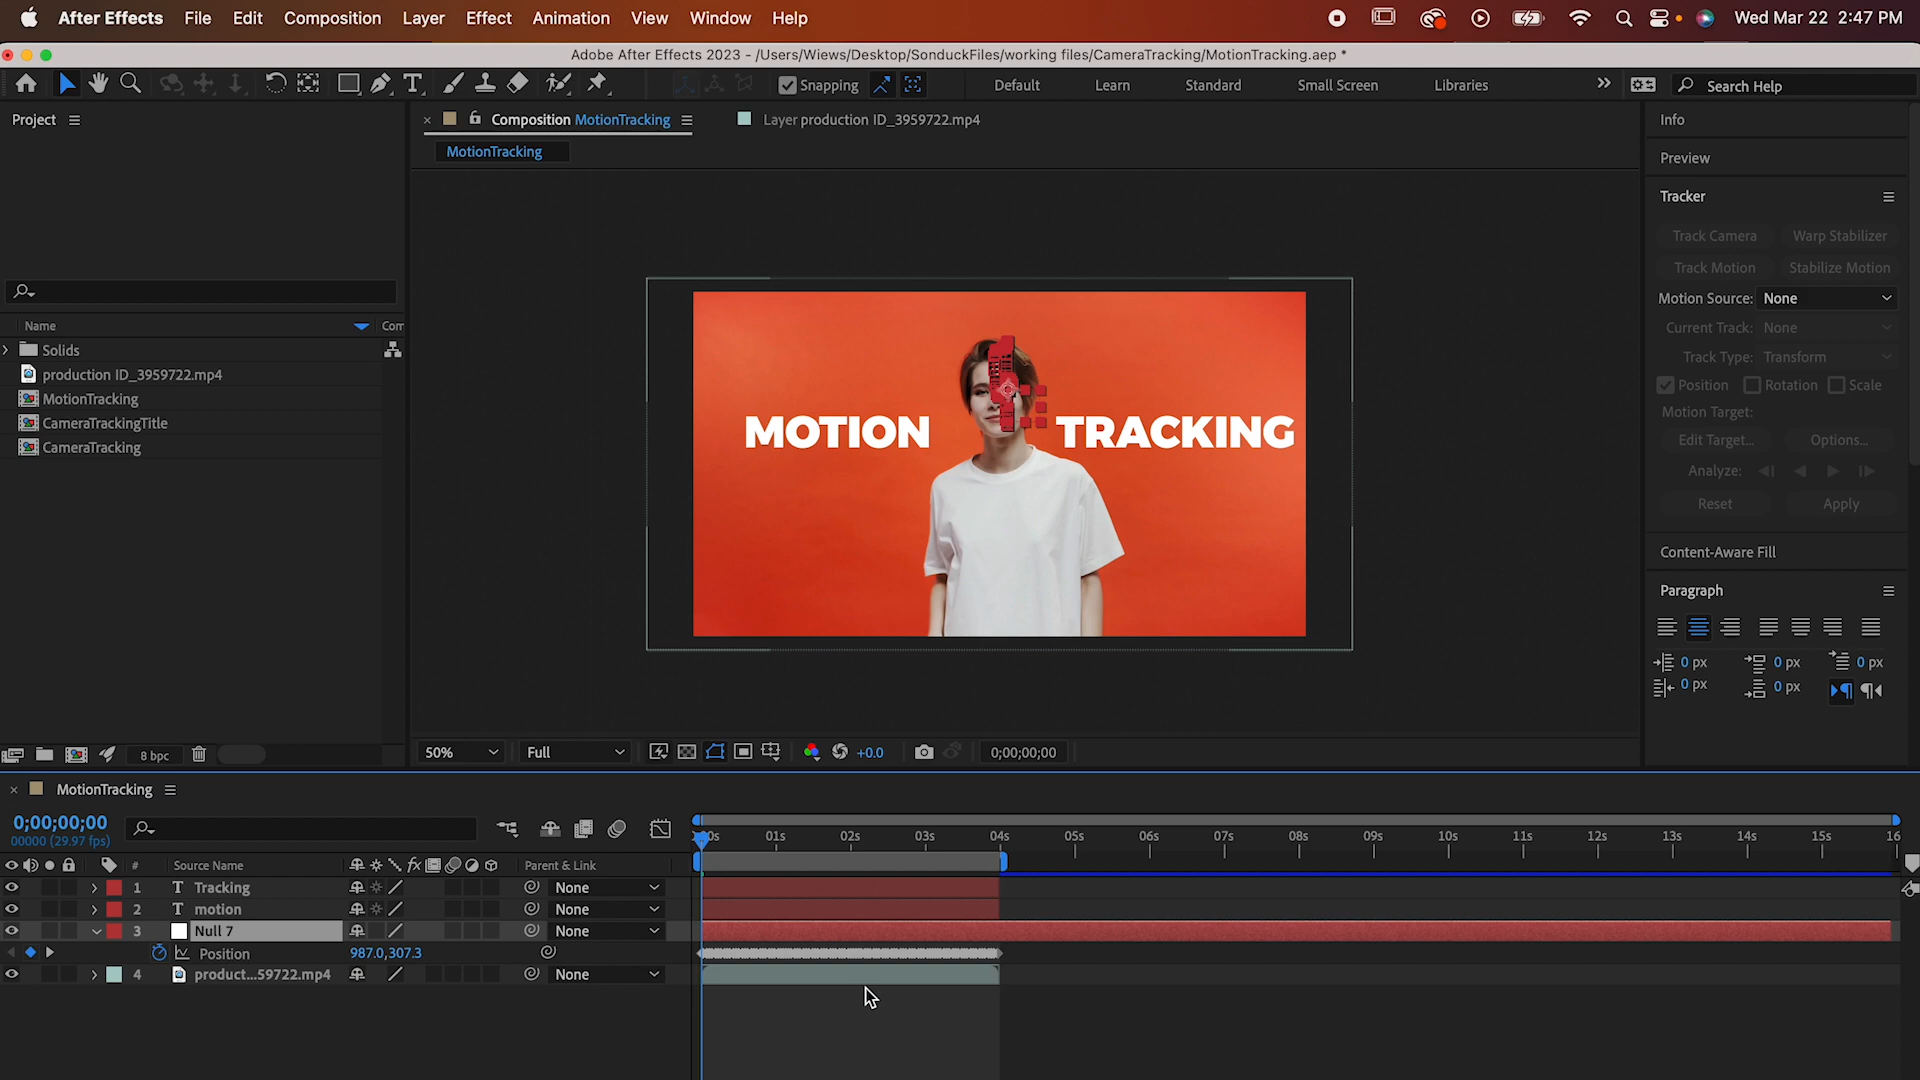 After Effects File Edit Composition Layer Effect Animation View Window Help Wed Mar 22 2:47 PM
Adobe After Effects 2023 - /Users/Wiews/Desktop/SonduckFiles/working files/CameraTracking/MotionTracking.aep *
Snapping Default Learn Standard Small Screen Libraries Search Help
Project
Composition MotionTracking
Layer production ID_3959722.mp4
MotionTracking
Name Com
Solids
production ID_3959722.mp4
MotionTracking
CameraTrackingTitle
CameraTracking
8 bpc
MOTION TRACKING
50% Full +0.0 0;00;00;00
Info
Preview
Tracker
Track Camera Warp Stabilizer
Track Motion Stabilize Motion
Motion Source: None
Current Track: None
Track Type: Transform
Position Rotation Scale
Motion Target:
Edit Target... Options...
Analyze:
Reset Apply
Content-Aware Fill
Paragraph
0 px 0 px 0 px
0 px 0 px
MotionTracking
0;00;00;00
00000 (29.97 fps)
0s 01s 02s 03s 04s 05s 06s 07s 08s 09s 10s 11s 12s 13s 14s 15s 16
# Source Name fx Parent & Link
1 T Tracking None
2 T motion None
3 Null 7 None
Position 987.0,307.3
4 product...59722.mp4 None